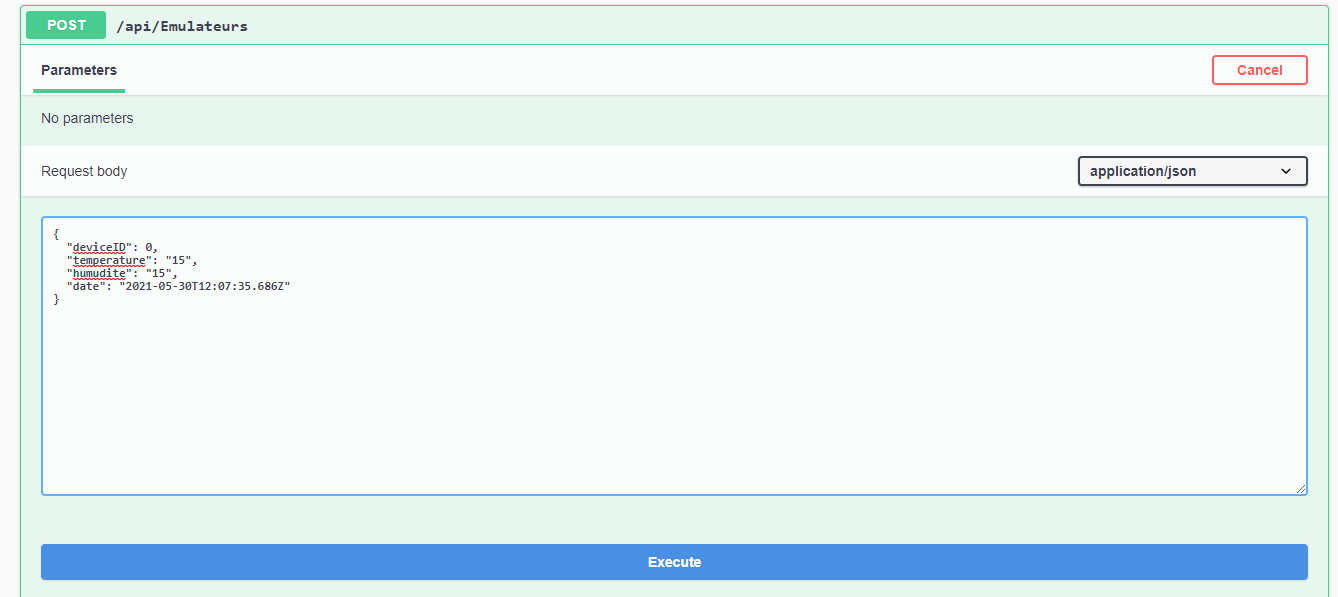 POST /api/Emulateurs
Parameters
Cancel
No parameters
Request body
application/json
{
  "deviceID": 0,
  "temperature": "15",
  "humudite": "15",
  "date": "2021-05-30T12:07:35.686Z"
}
Execute